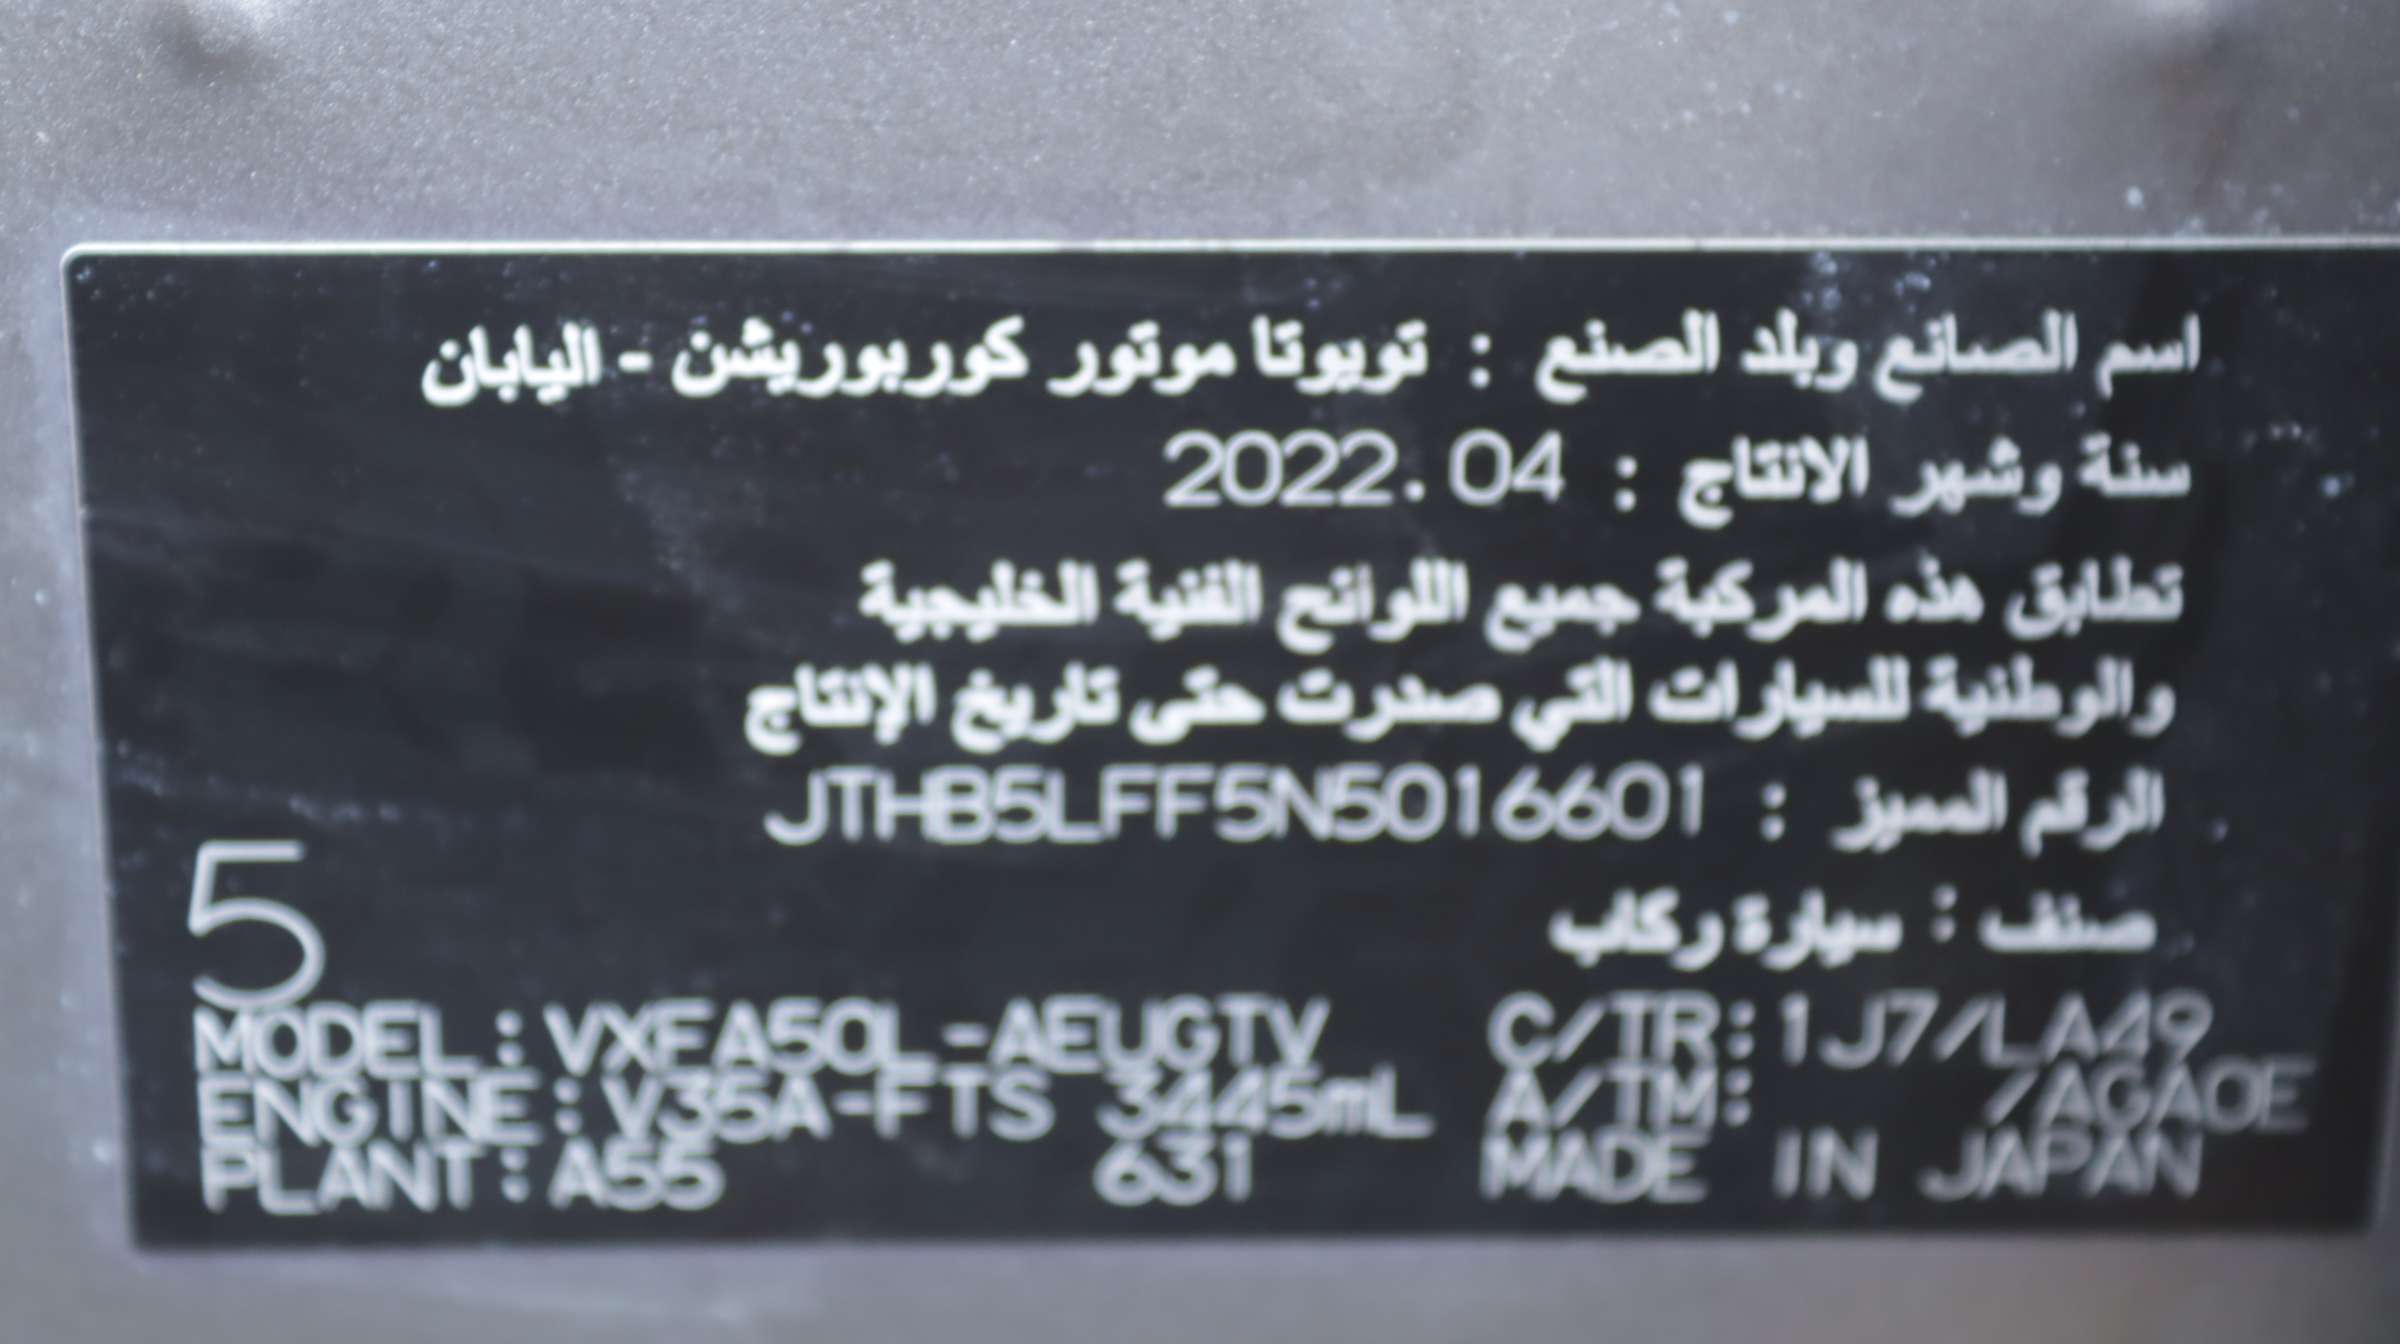 اسم الصانع وبلد الصنع : تويوتا موتور كوربوريشن - اليابان
سنة وشهر الانتاج : 2022.04
تطابق هذه المركبة جميع اللوائح الفنية الخليجية
والوطنية للسيارات التي صدرت حتى تاريخ الإنتاج
الرقم المميز : JTHB5LFF5N5016601
صنف : سيارة ركاب
5
MODEL:VXFA50L-AEUGTV C/TR:1J7/LA49
ENGINE:V35A-FTS 3445mL A/TM: /AGA0E
PLANT:A55 631 MADE IN JAPAN